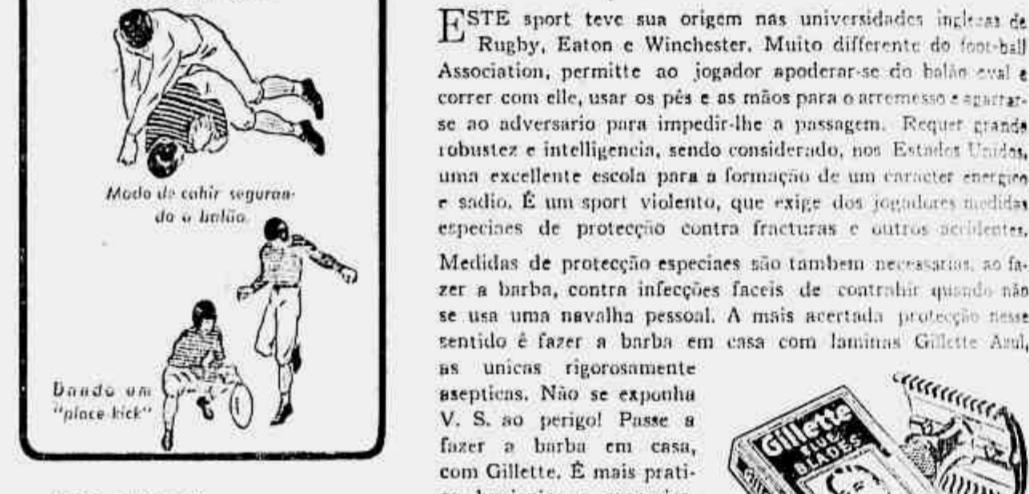 Modo de cahir seguran-
do o balão.
Dando um
"place-kick"
ESTE sport teve sua origem nas universidades inglezas de
Rugby, Eaton e Winchester. Muito differente do foot-ball
Association, permitte ao jogador apoderar-se do balão oval e
correr com elle, usar os pés e as mãos para o arremesso e agarrar-
se ao adversario para impedir-lhe a passagem. Requer grande
robustez e intelligencia, sendo considerado, nos Estados Unidos,
uma excellente escola para a formação de um caracter energico
e sadio. É um sport violento, que exige dos jogadores medidas
especiaes de protecção contra fracturas e outros accidentes.
Medidas de protecção especiaes são tambem necessarias, ao fa-
zer a barba, contra infecções faceis de contrahir quando não
se usa uma navalha pessoal. A mais acertada protecção nesse
sentido é fazer a barba em casa com laminas Gillette Azul,
as unicas rigorosamente
asepticas. Não se exponha
V. S. ao perigo! Passe a
fazer a barba em casa,
com Gillette. É mais prati-
Gillette
BLUE
BLADES